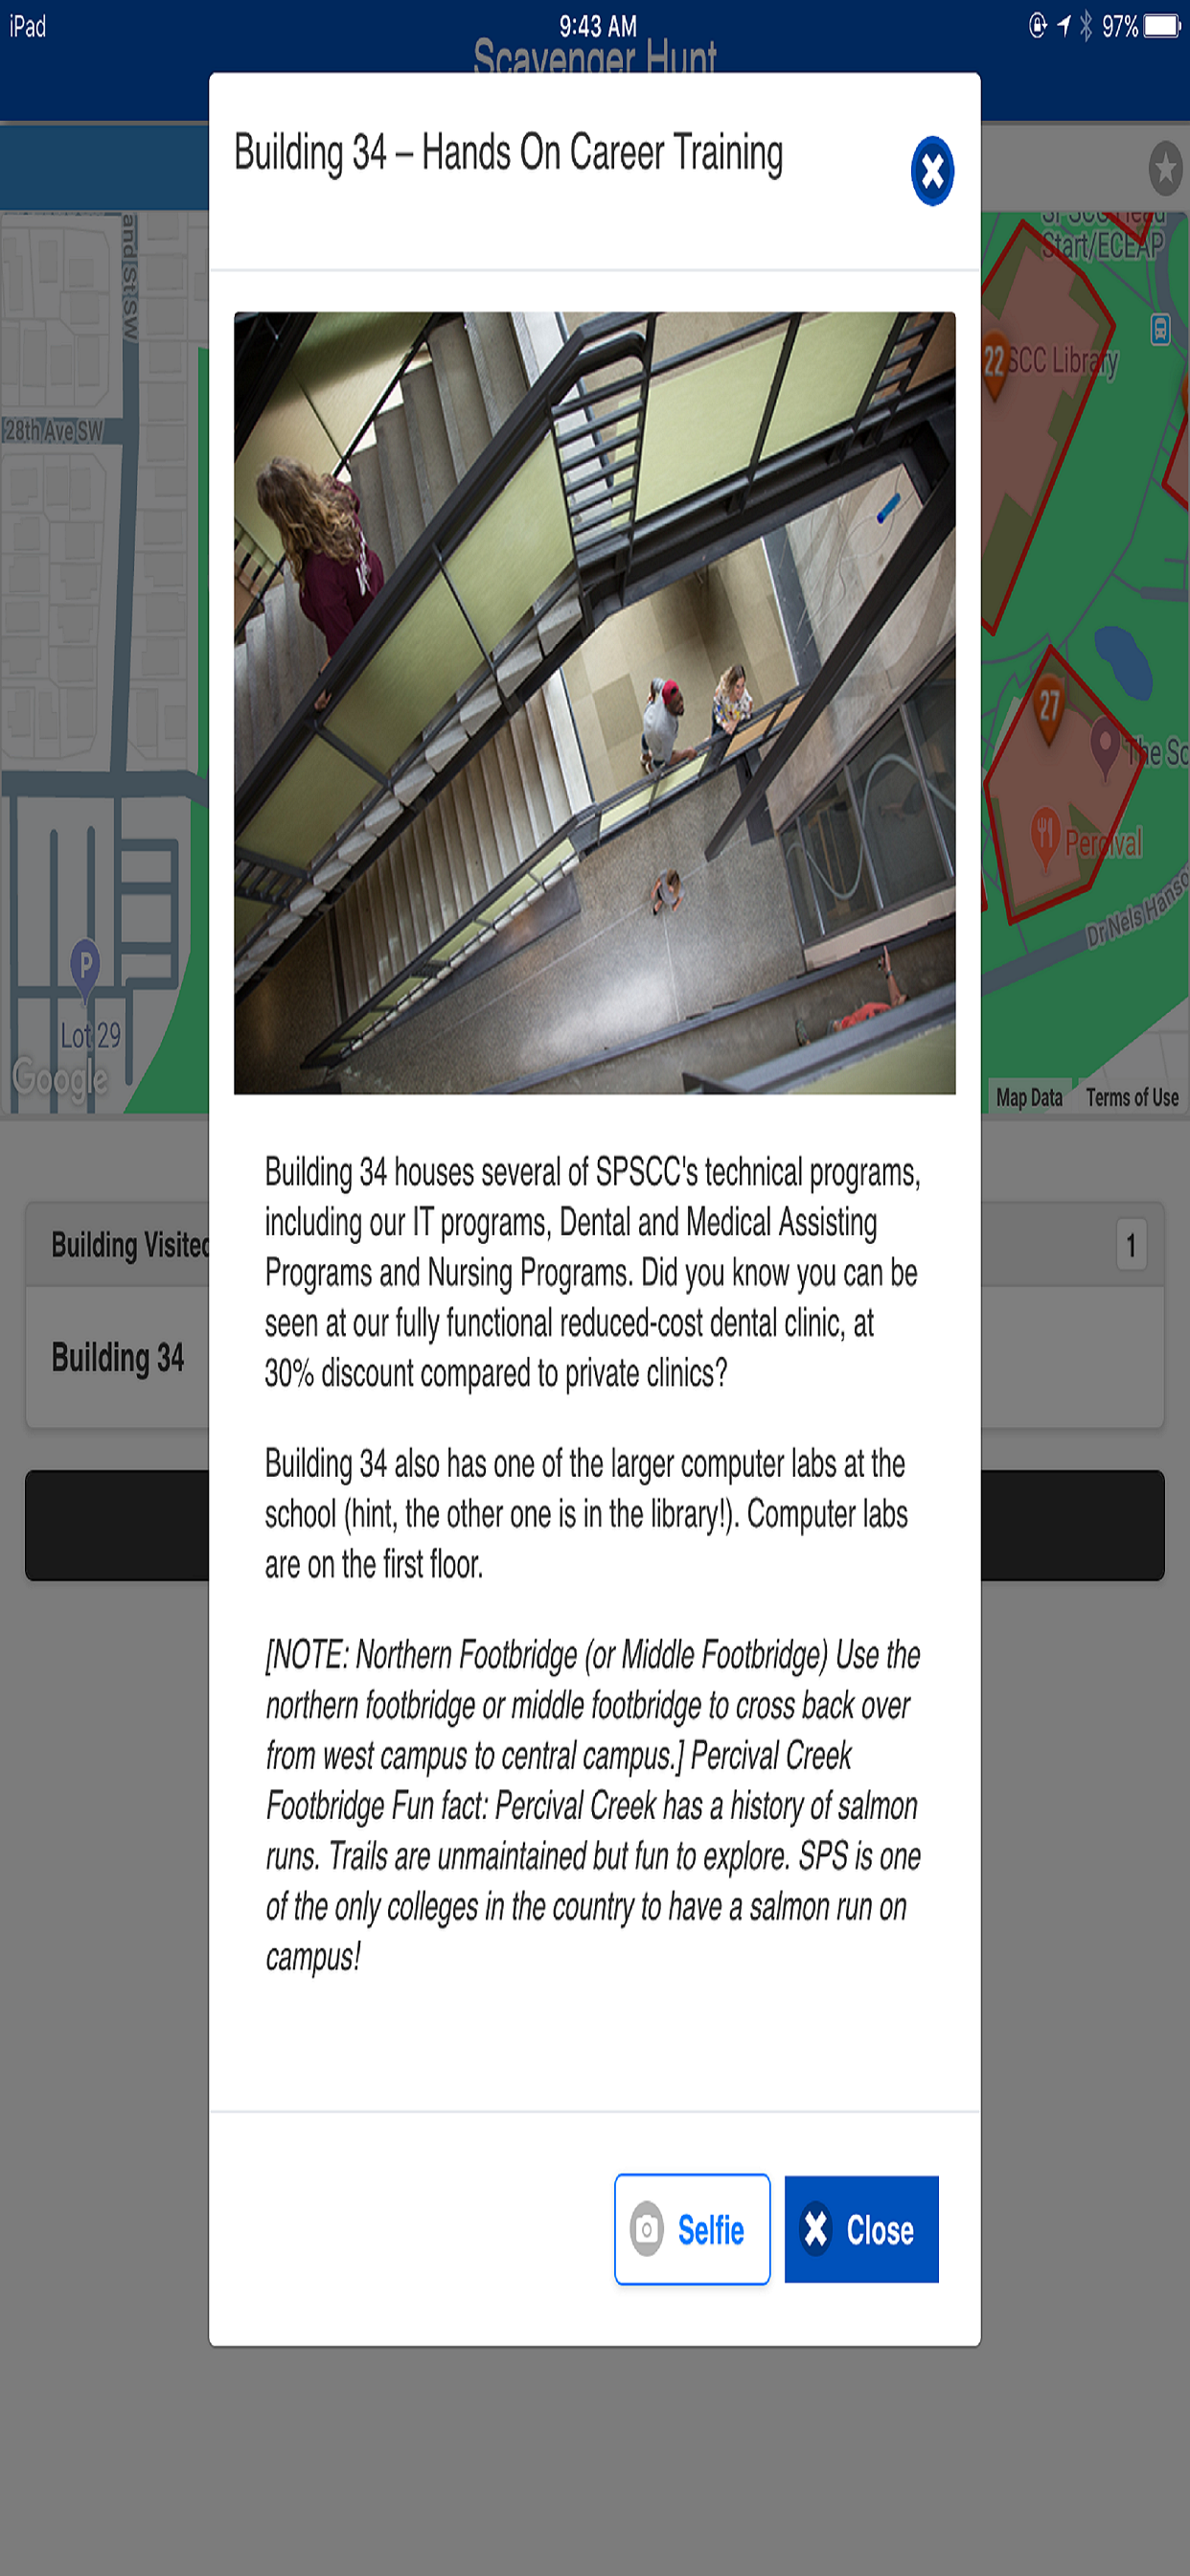 iPad
9:43 AM
97%
Scavenger Hunt
Building 34 – Hands On Career Training
and St SW
28th Ave SW
P
Lot 29
Google
Start/ECEAP
22
SCC Library
27
The Sc
Percival
Dr Nels Hanso
Map Data
Terms of Use
Building 34 houses several of SPSCC's technical programs,
including our IT programs, Dental and Medical Assisting
Programs and Nursing Programs. Did you know you can be
seen at our fully functional reduced-cost dental clinic, at
30% discount compared to private clinics?
Building Visited
1
Building 34
Building 34 also has one of the larger computer labs at the
school (hint, the other one is in the library!). Computer labs
are on the first floor.
[NOTE: Northern Footbridge (or Middle Footbridge) Use the
northern footbridge or middle footbridge to cross back over
from west campus to central campus.] Percival Creek
Footbridge Fun fact: Percival Creek has a history of salmon
runs. Trails are unmaintained but fun to explore. SPS is one
of the only colleges in the country to have a salmon run on
campus!
Selfie
Close